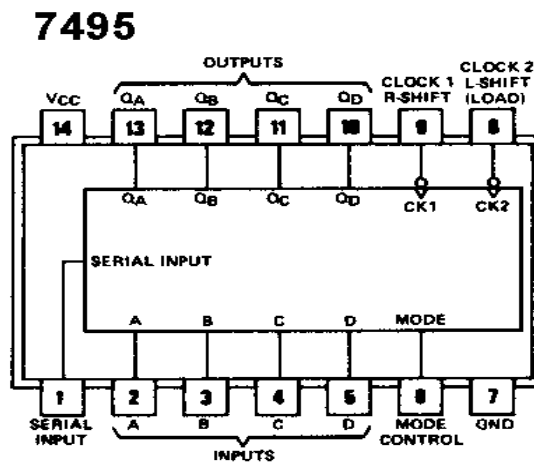 7495
OUTPUTS
CLOCK 1 CLOCK 2
R-SHIFT L-SHIFT
(LOAD)
VCC QA QB QC QD
14 13 12 11 10 9 8
QA QB QC QD CK1 CK2
SERIAL INPUT
A B C D MODE
1 2 3 4 5 6 7
SERIAL INPUT A B C D MODE CONTROL GND
INPUTS